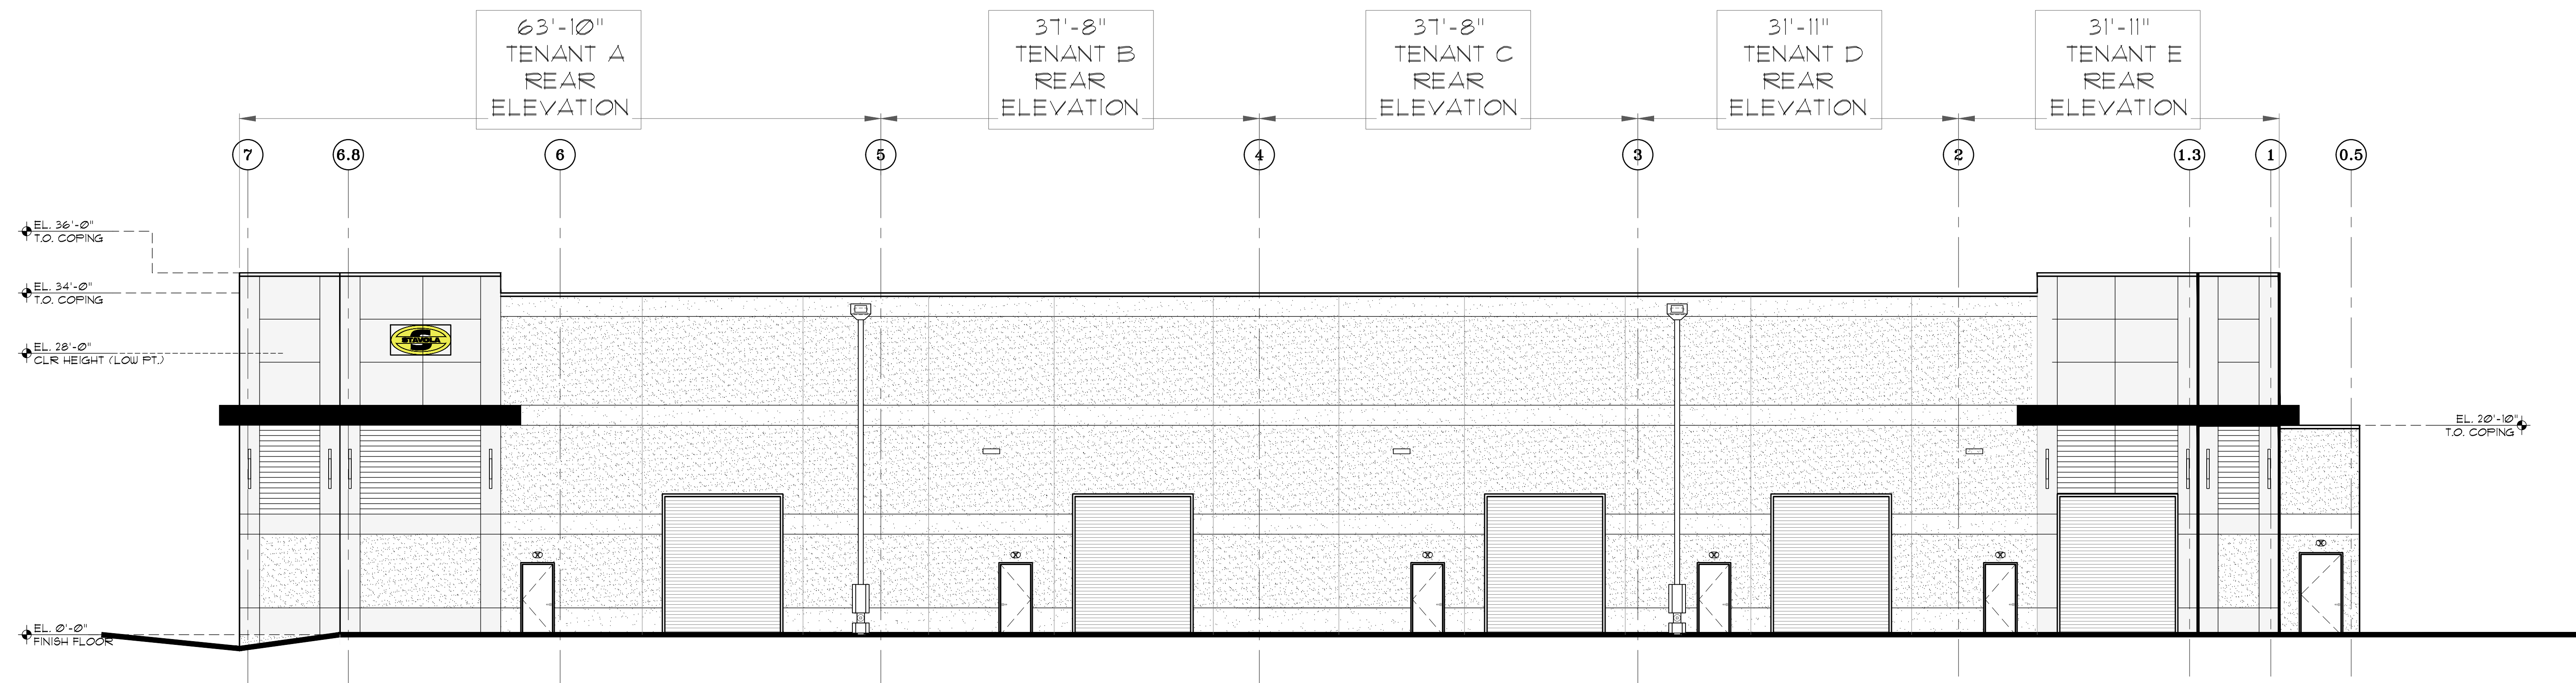 63'-10"
TENANT A
REAR
ELEVATION
37'-8"
TENANT B
REAR
ELEVATION
37'-8"
TENANT C
REAR
ELEVATION
31'-11"
TENANT D
REAR
ELEVATION
31'-11"
TENANT E
REAR
ELEVATION
7
6.8
6
5
4
3
2
1.3
1
0.5
EL. 36'-0"
T.O. COPING
EL. 34'-0"
T.O. COPING
EL. 28'-0"
CLR HEIGHT (LOW PT.)
S
STAVOLA
EL. 20'-10"
T.O. COPING
EL. 0'-0"
FINISH FLOOR